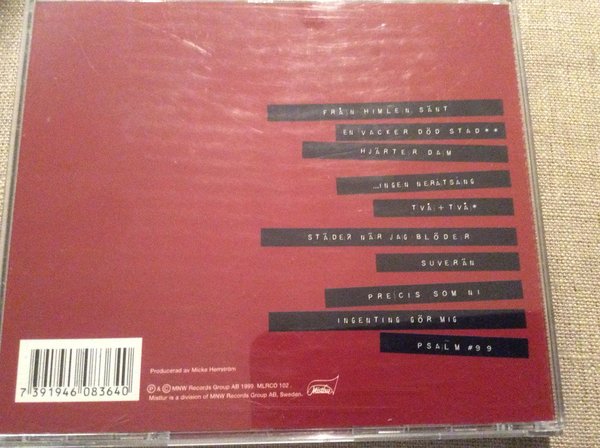 FRÅN HIMLEN SÄNT
EN VACKER DÖD STAD**
HJÄRTER DAM
...INGEN NERÅTSÅNG
TVÅ + TVÅ*
STÄDER NÄR JAG BLÖDER
SUVERÄN
PRECIS SOM NI
INGENTING GÖR MIG
PSALM #99
Producerad av Micke Herrström
℗ & © MNW Records Group AB 1999. MLRCD 102.
Mistlur is a division of MNW Records Group AB, Sweden.
Mistlur
7 391946 083640